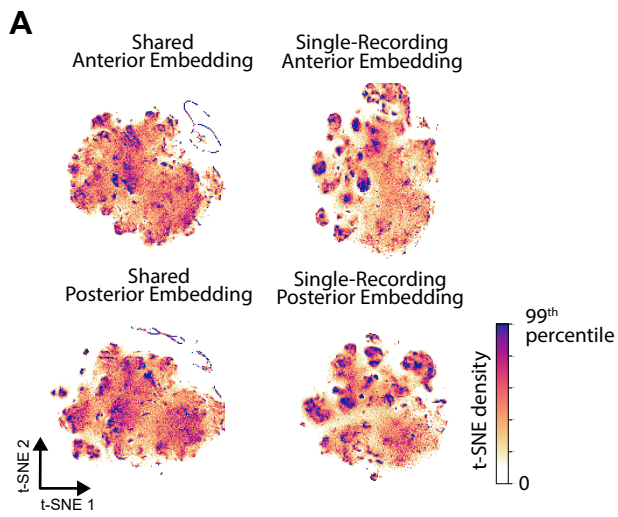 A
Shared
Anterior Embedding
Single-Recording
Anterior Embedding
Shared
Posterior Embedding
Single-Recording
Posterior Embedding
99th
percentile
t-SNE density
0
t-SNE 2
t-SNE 1